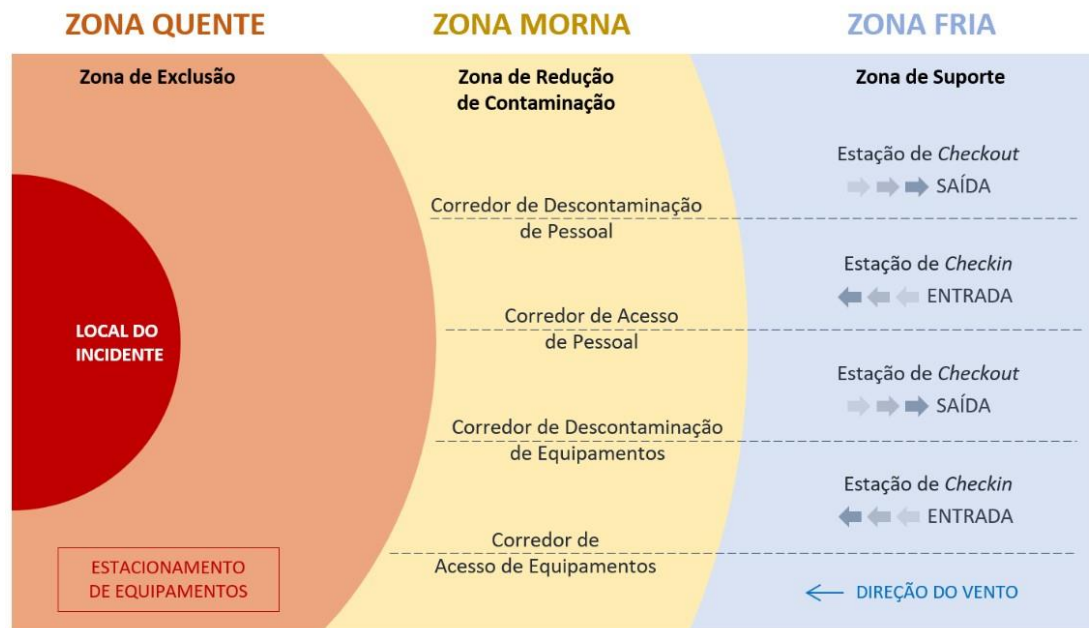 ZONA QUENTE
ZONA MORNA
ZONA FRIA
Zona de Exclusão
Zona de Redução
de Contaminação
Zona de Suporte
Estação de Checkout
SAÍDA
Corredor de Descontaminação
de Pessoal
Estação de Checkin
ENTRADA
LOCAL DO
INCIDENTE
Corredor de Acesso
de Pessoal
Estação de Checkout
SAÍDA
Corredor de Descontaminação
de Equipamentos
Estação de Checkin
ENTRADA
Corredor de
Acesso de Equipamentos
ESTACIONAMENTO
DE EQUIPAMENTOS
DIREÇÃO DO VENTO